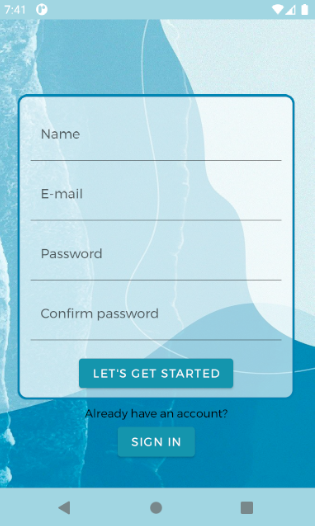 7:41
Name
E-mail
Password
Confirm password
LET'S GET STARTED
Already have an account?
SIGN IN